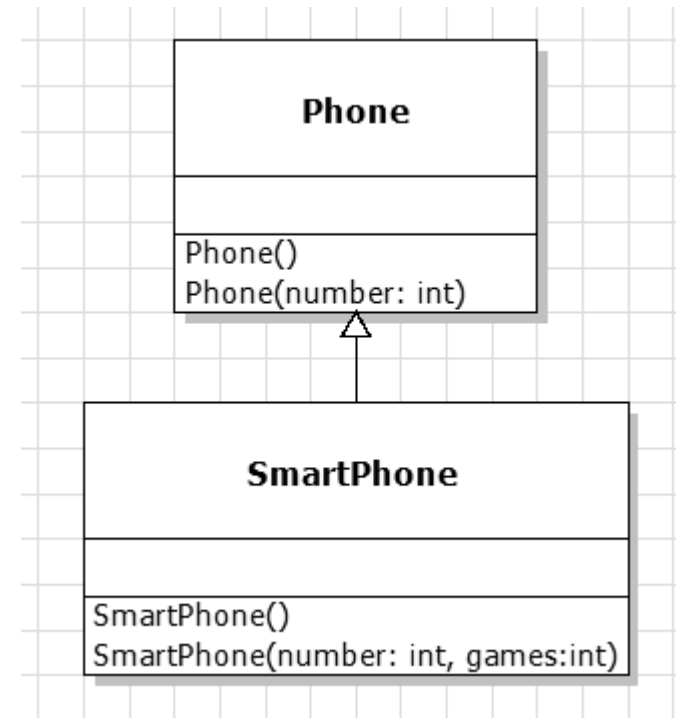 Phone
Phone()
Phone(number: int)
SmartPhone
SmartPhone()
SmartPhone(number: int, games:int)